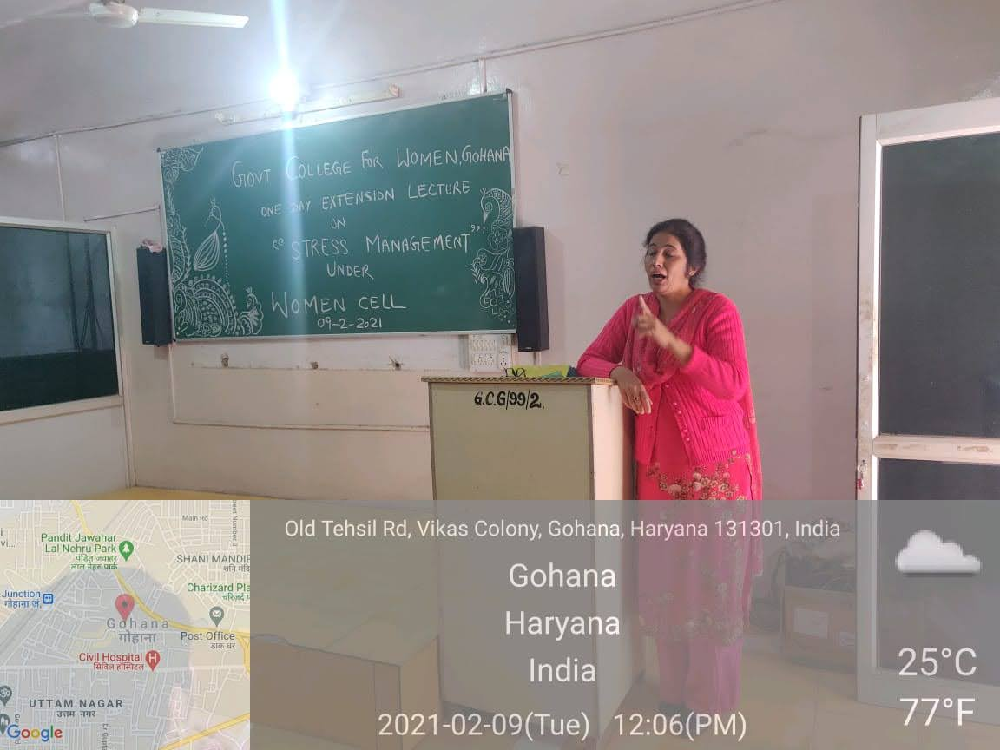 GOVT COLLEGE FOR WOMEN, GOHANA
ONE DAY EXTENSION LECTURE
ON
"STRESS MANAGEMENT"
UNDER
WOMEN CELL
09-2-2021
G.C.G/99/2.
Old Tehsil Rd, Vikas Colony, Gohana, Haryana 131301, India
Gohana
Haryana
India
2021-02-09(Tue) 12:06(PM)
25°C
77°F
Main Rd
Pandit Jawahar
Lal Nehru Park
पंडित जवाहर
लाल नेहरू पार्क
SHANI MANDIR
शनि मंदि
Charizard Pla
चरिज़र्ड प
Junction
गोहाना जं.
Gohana
गोहाना
Post Office
डाक घर
Civil Hospital
सिविल हॉस्पिटल
H
UTTAM NAGAR
उत्तम नगर
Google